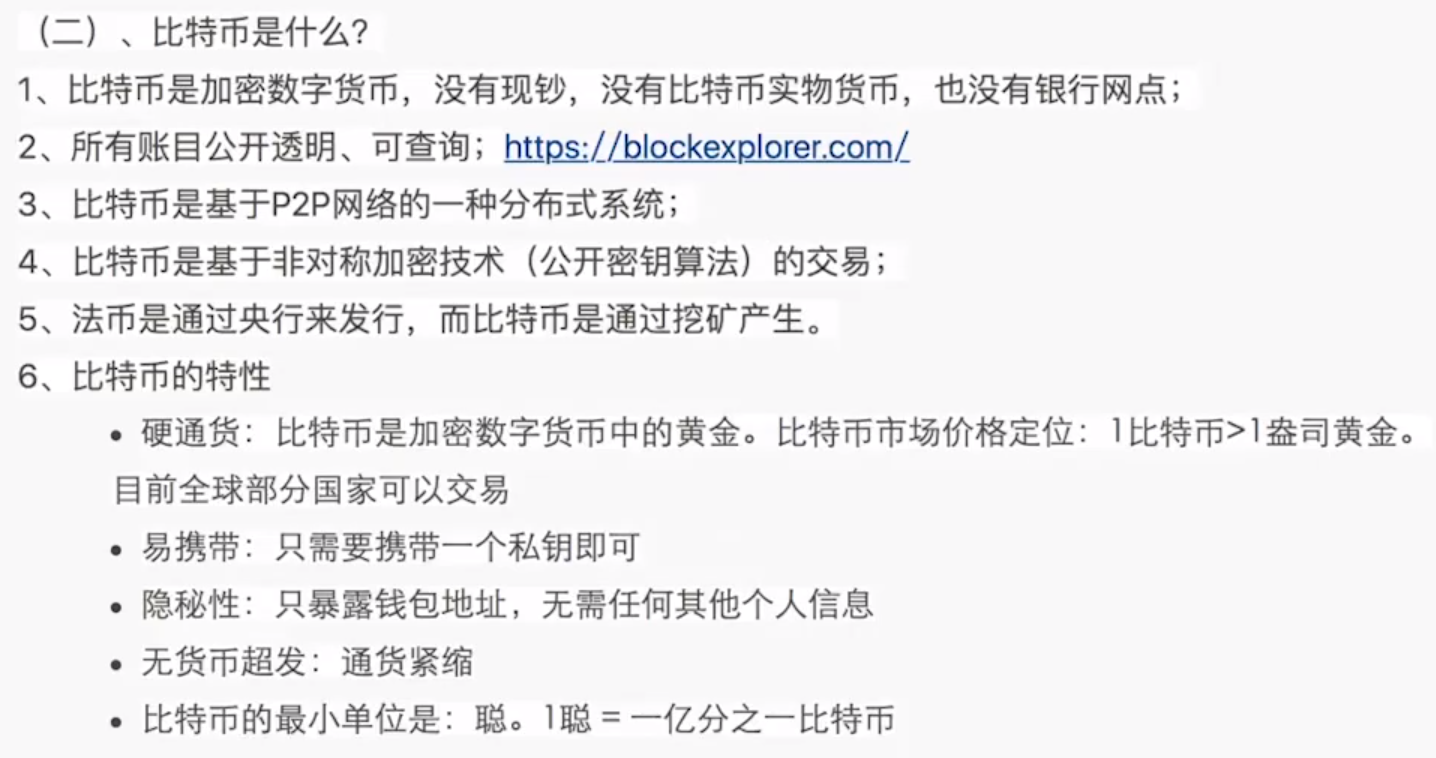 （二）、比特币是什么?
1、比特币是加密数字货币，没有现钞，没有比特币实物货币，也没有银行网点；
2、所有账目公开透明、可查询；https://blockexplorer.com/
3、比特币是基于P2P网络的一种分布式系统；
4、比特币是基于非对称加密技术（公开密钥算法）的交易；
5、法币是通过央行来发行，而比特币是通过挖矿产生。
6、比特币的特性
• 硬通货：比特币是加密数字货币中的黄金。比特币市场价格定位：1比特币>1盎司黄金。
目前全球部分国家可以交易
• 易携带：只需要携带一个私钥即可
• 隐秘性：只暴露钱包地址，无需任何其他个人信息
• 无货币超发：通货紧缩
• 比特币的最小单位是：聪。1聪 = 一亿分之一比特币